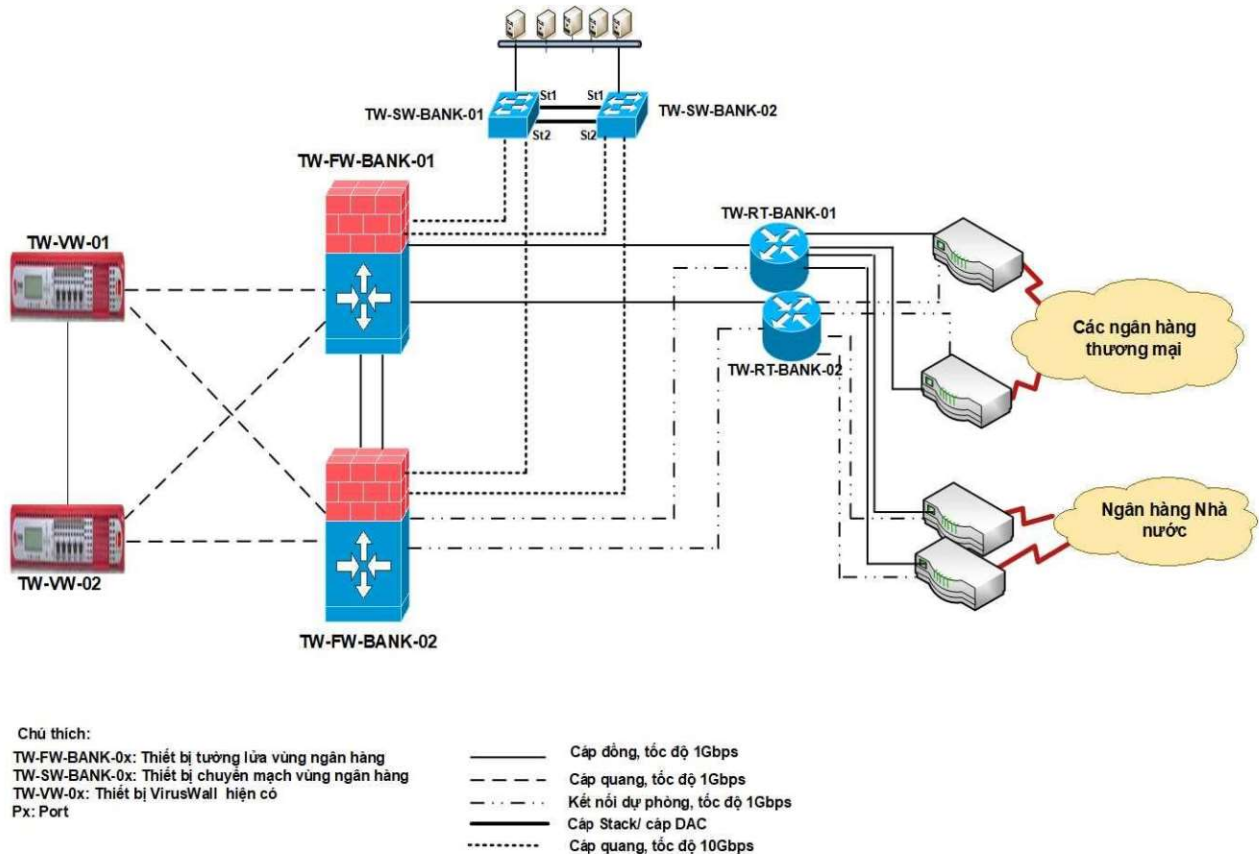 St1
St1
TW-SW-BANK-01
TW-SW-BANK-02
St2
St2
TW-FW-BANK-01
TW-RT-BANK-01
TW-VW-01
Các ngân hàng
thương mại
TW-RT-BANK-02
Ngân hàng Nhà
nước
TW-VW-02
TW-FW-BANK-02
Chú thích:
TW-FW-BANK-0x: Thiết bị tường lửa vùng ngân hàng
TW-SW-BANK-0x: Thiết bị chuyển mạch vùng ngân hàng
TW-VW-0x: Thiết bị VirusWall hiện có
Px: Port
Cáp đồng, tốc độ 1Gbps
Cáp quang, tốc độ 1Gbps
Kết nối dự phòng, tốc độ 1Gbps
Cáp Stack/ cáp DAC
Cáp quang, tốc độ 10Gbps